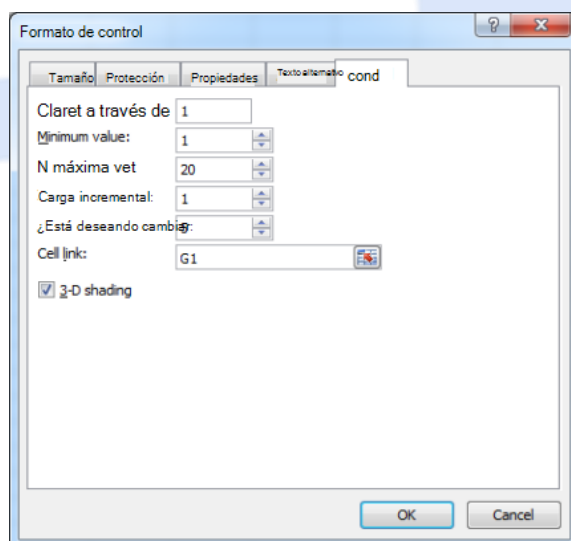 Formato de control
Tamaño Protección Propiedades Texto alternativo cond
Claret a través de 1
Minimum value: 1
N máxima vet 20
Carga incremental: 1
¿Está deseando cambiar:
Cell link: G1
3-D shading
OK Cancel